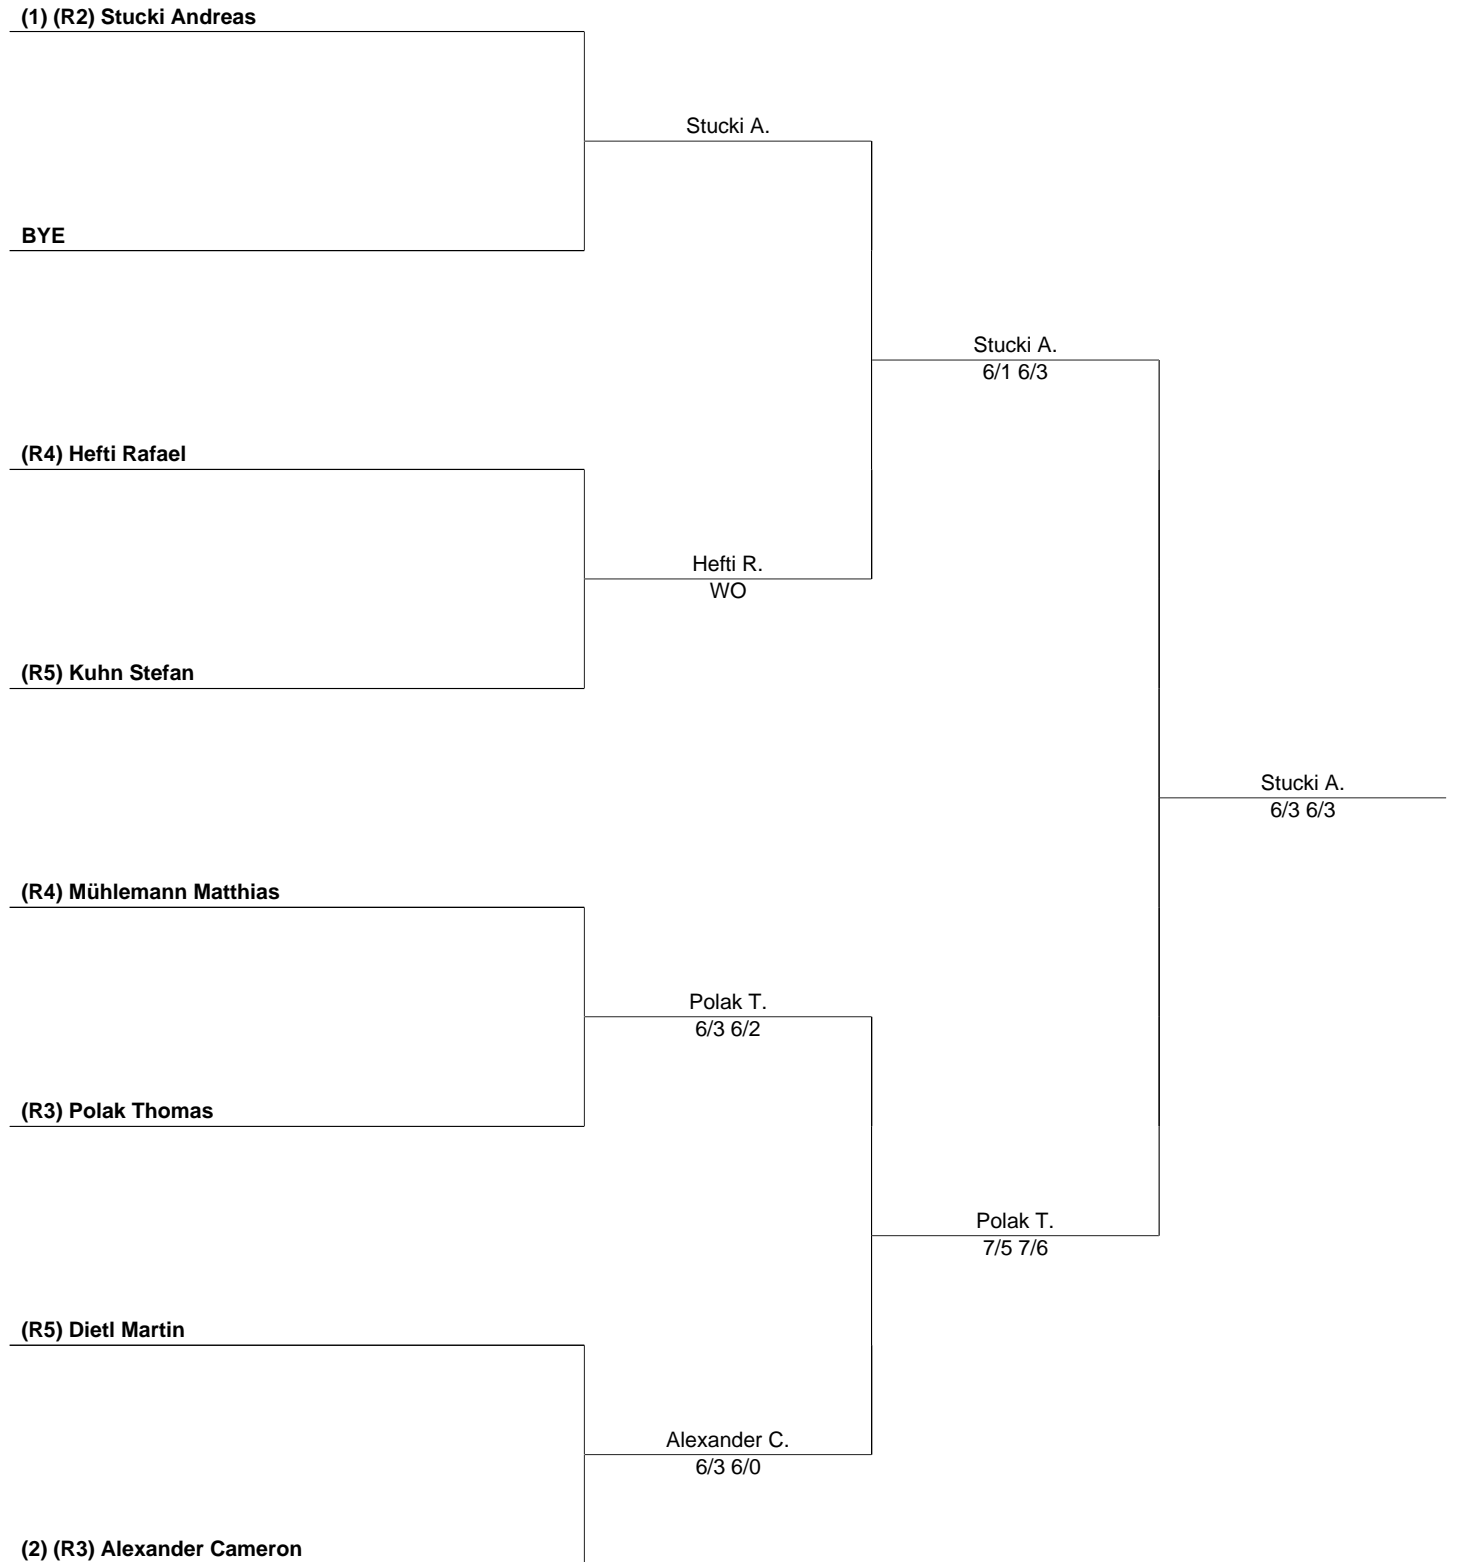 (1) (R2) Stucki Andreas
Stucki A.
BYE
Stucki A.
6/1 6/3
(R4) Hefti Rafael
Hefti R.
WO
(R5) Kuhn Stefan
Stucki A.
6/3 6/3
(R4) Mühlemann Matthias
Polak T.
6/3 6/2
(R3) Polak Thomas
Polak T.
7/5 7/6
(R5) Dietl Martin
Alexander C.
6/3 6/0
(2) (R3) Alexander Cameron